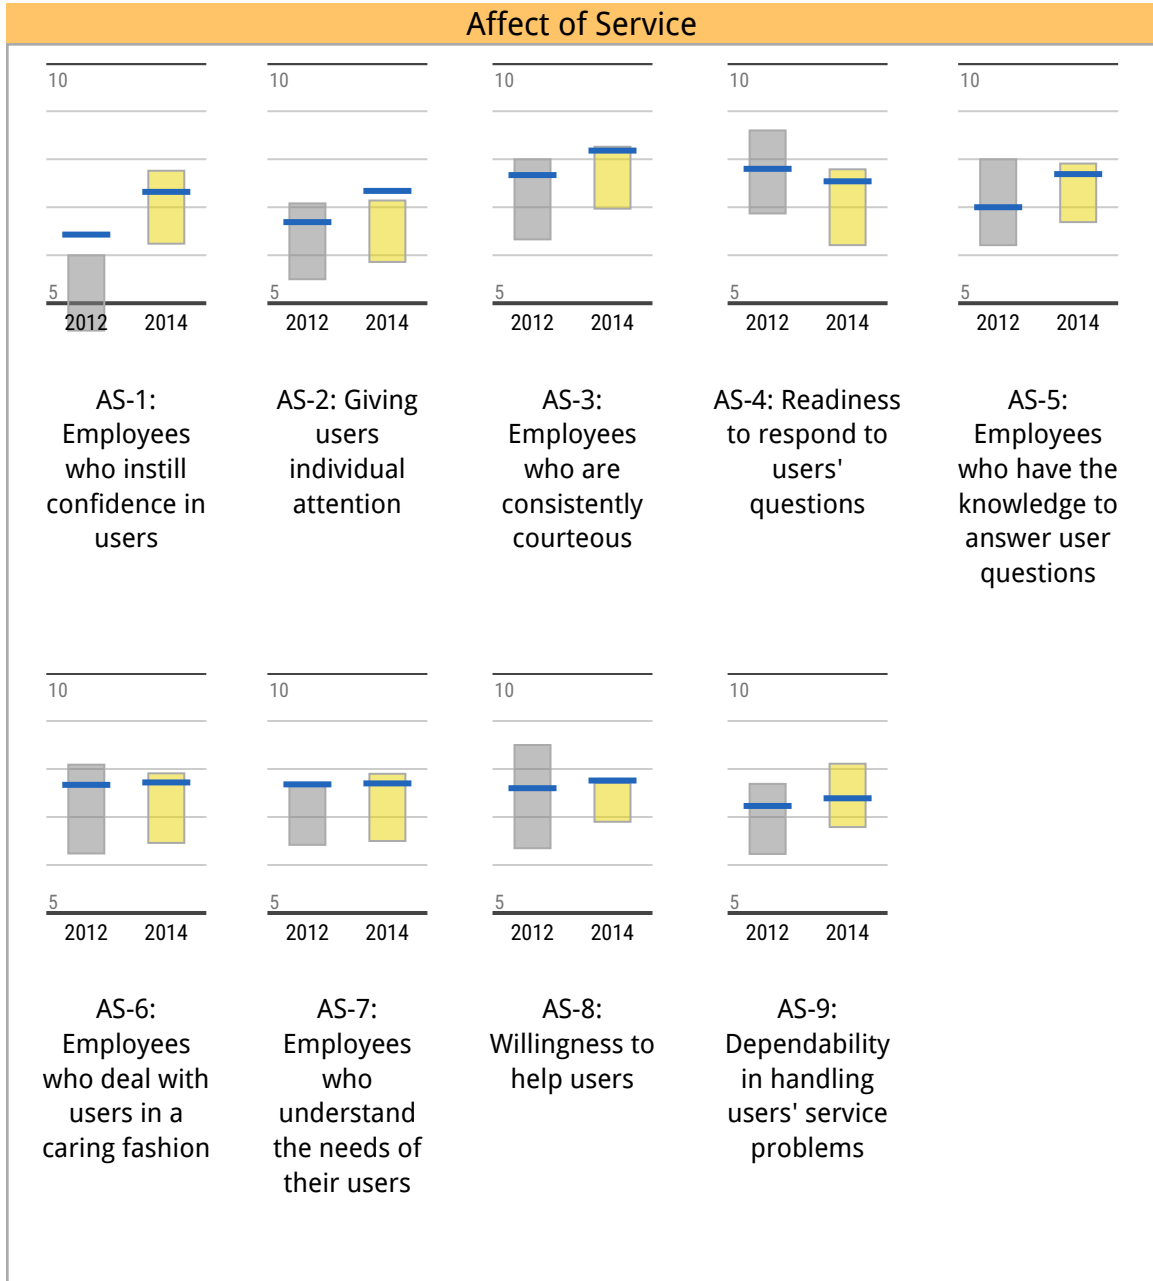 Affect of Service
10
5
2012 2014
AS-1:
Employees
who instill
confidence in
users
10
5
2012 2014
AS-2: Giving
users
individual
attention
10
5
2012 2014
AS-3:
Employees
who are
consistently
courteous
10
5
2012 2014
AS-4: Readiness
to respond to
users'
questions
10
5
2012 2014
AS-5:
Employees
who have the
knowledge to
answer user
questions
10
5
2012 2014
AS-6:
Employees
who deal with
users in a
caring fashion
10
5
2012 2014
AS-7:
Employees
who
understand
the needs of
their users
10
5
2012 2014
AS-8:
Willingness to
help users
10
5
2012 2014
AS-9:
Dependability
in handling
users' service
problems